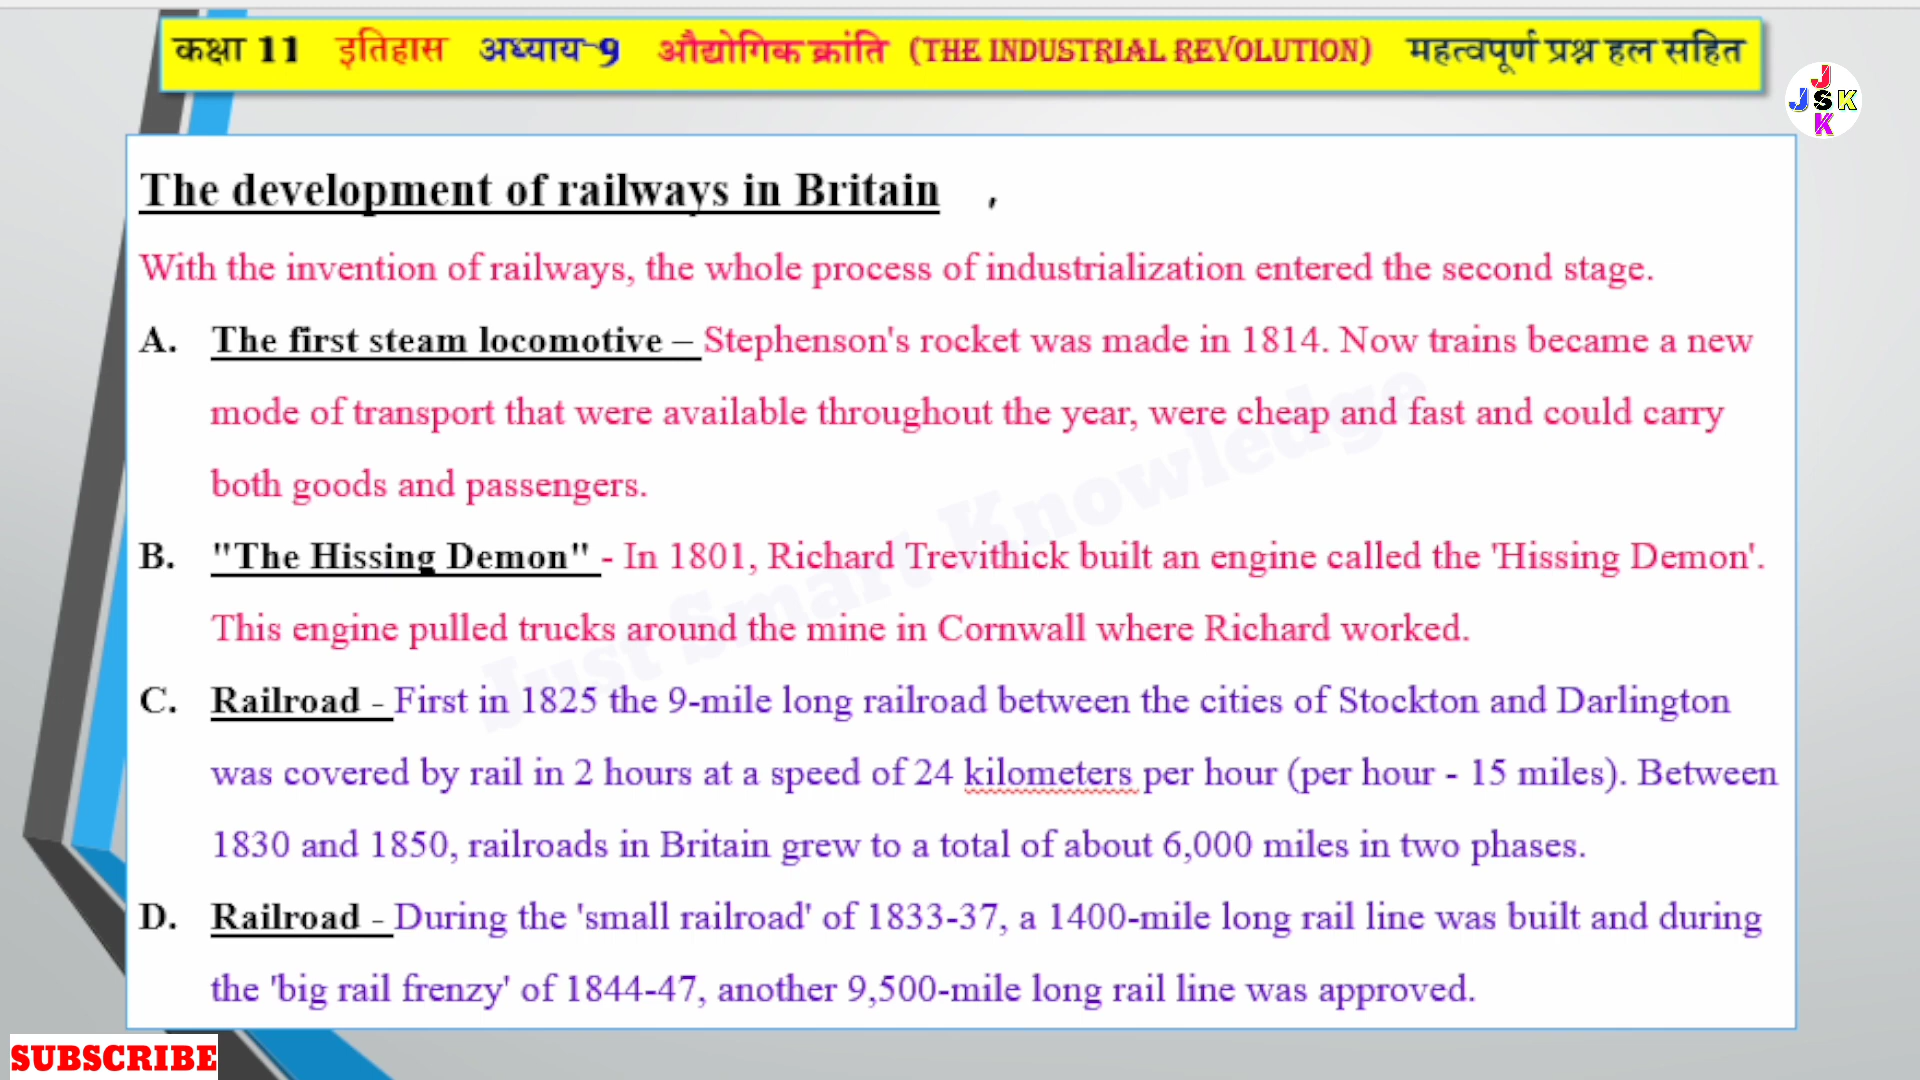 कक्षा 11 इतिहास अध्याय-9 औद्योगिक क्रांति (THE INDUSTRIAL REVOLUTION) महत्वपूर्ण प्रश्न हल सहित
J
J S K
K
The development of railways in Britain ,
With the invention of railways, the whole process of industrialization entered the second stage.
A. The first steam locomotive – Stephenson's rocket was made in 1814. Now trains became a new
mode of transport that were available throughout the year, were cheap and fast and could carry
both goods and passengers.
B. "The Hissing Demon" - In 1801, Richard Trevithick built an engine called the 'Hissing Demon'.
This engine pulled trucks around the mine in Cornwall where Richard worked.
C. Railroad - First in 1825 the 9-mile long railroad between the cities of Stockton and Darlington
was covered by rail in 2 hours at a speed of 24 kilometers per hour (per hour - 15 miles). Between
1830 and 1850, railroads in Britain grew to a total of about 6,000 miles in two phases.
D. Railroad - During the 'small railroad' of 1833-37, a 1400-mile long rail line was built and during
the 'big rail frenzy' of 1844-47, another 9,500-mile long rail line was approved.
Just Smart Knowledge
SUBSCRIBE